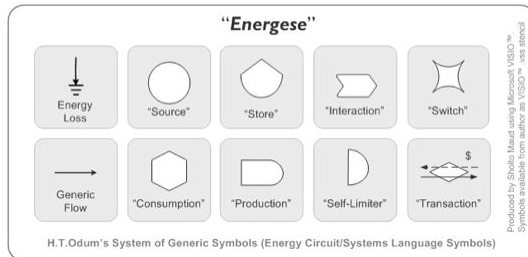 “Energese”
Energy
Loss
“Source”
“Store”
“Interaction”
“Switch”
Generic
Flow
“Consumption”
“Production”
“Self-Limiter”
$
“Transaction”
H.T.Odum’s System of Generic Symbols (Energy Circuit/Systems Language Symbols)
Produced by Sholto Maud using Microsoft VISIO™.
Symbols available from author as VISIO™ .vss stencil